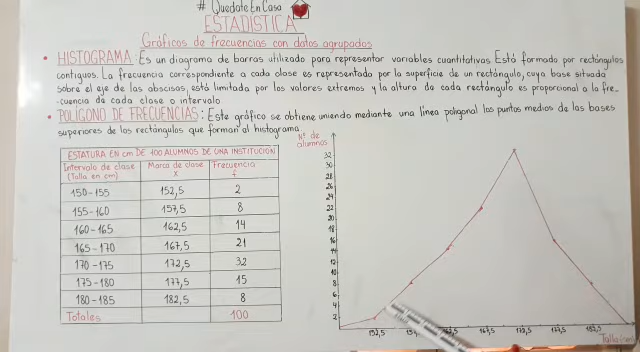 # QuedateEnCasa
ESTADISTICA
Gráficos de frecuencias con datos agrupados
• HISTOGRAMA: Es un diagrama de barras utilizado para representar variables cuantitativas. Está formado por rectángulos
contiguos. La frecuencia correspondiente a cada clase es representado por la superficie de un rectángulo, cuya base situada
sobre el eje de las abscisas, está limitada por los valores extremos y la altura de cada rectángulo es proporcional a la fre-
-cuencia de cada clase o intervalo
• POLÍGONO DE FRECUENCIAS: Este gráfico se obtiene uniendo mediante una línea poligonal los puntos medios de las bases
superiores de los rectángulos que forman al histograma
ESTATURA EN cm DE 100 ALUMNOS DE UNA INSTITUCIÓN
Intervalo de clase (Talla en cm) Marca de clase x Frecuencia f
150-155 152,5 2
155-160 157,5 8
160-165 162,5 14
165-170 167,5 21
170-175 172,5 32
175-180 177,5 15
180-185 182,5 8
Totales 100
N° de
alumnos
32
30
28
26
24
22
20
18
16
14
12
10
8
6
4
2
152,5 167,5 172,5 177,5 182,5
Talla (cm)